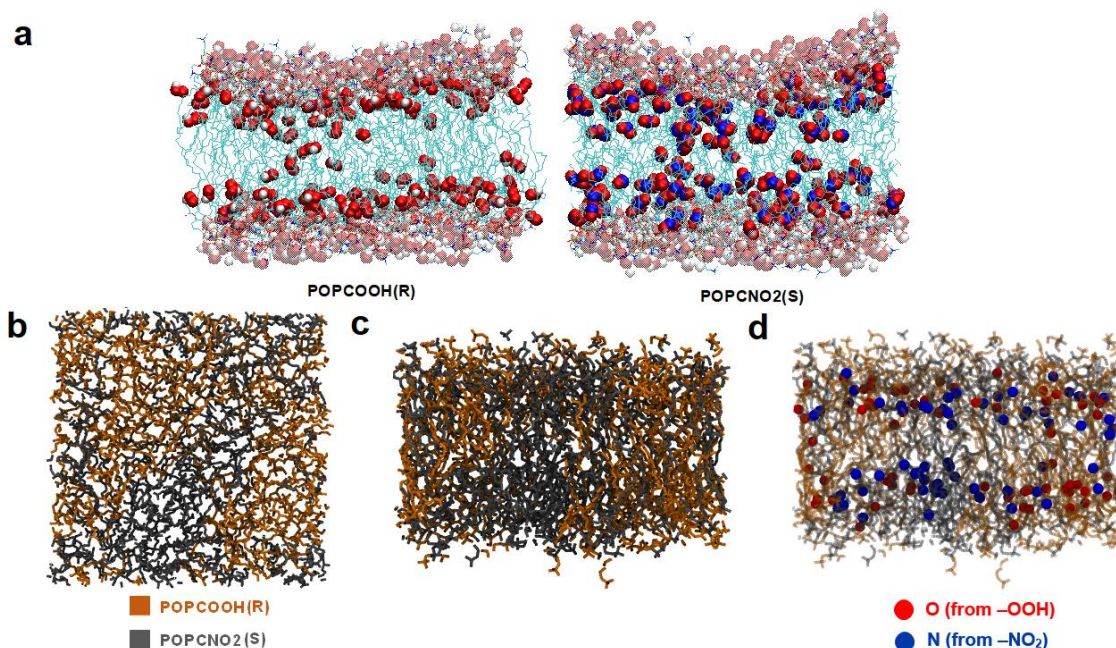 a
POPCOOH(R)
POPCNO2(S)
b
c
d
POPCOOH(R)
POPCNO2(S)
O (from –OOH)
N (from –NO₂)